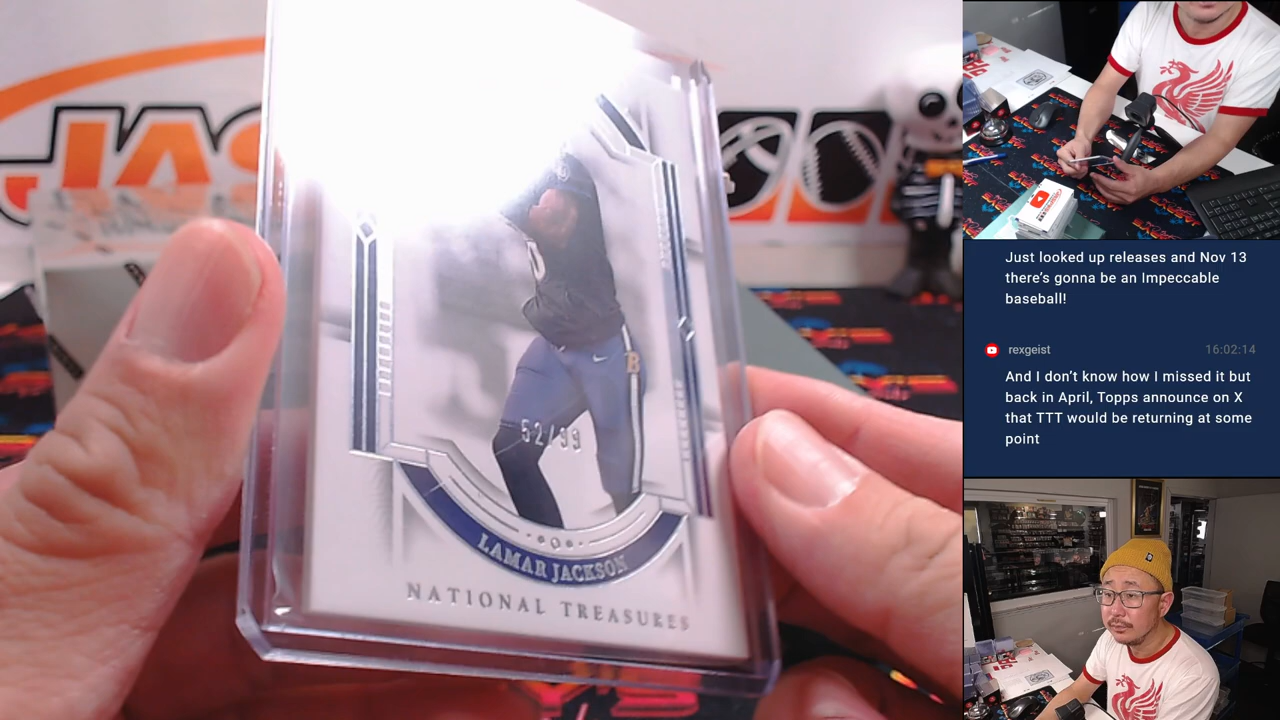 JAS
52/99
LAMAR JACKSON
NATIONAL TREASURES
Just looked up releases and Nov 13
there's gonna be an Impeccable
baseball!
rexgeist
16:02:14
And I don't know how I missed it but
back in April, Topps announce on X
that TTT would be returning at some
point